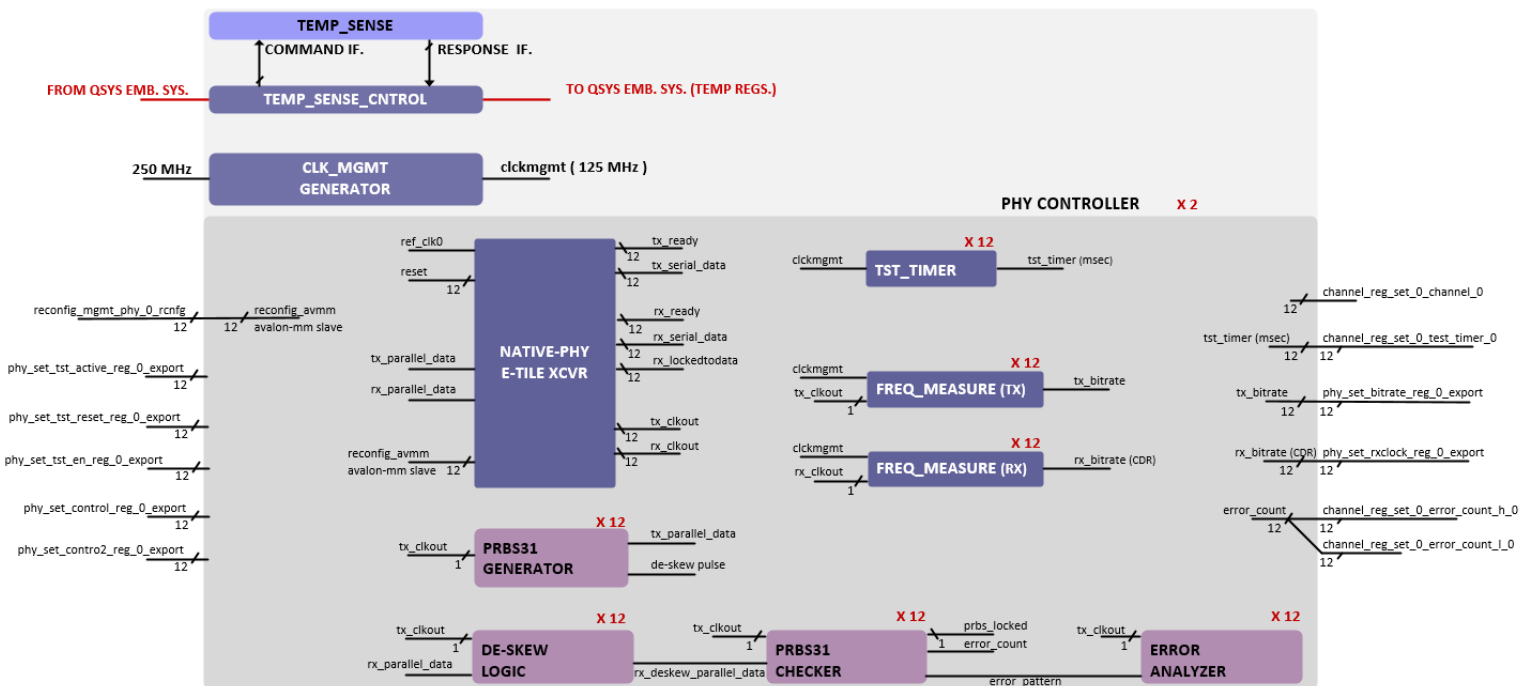 TEMP_SENSE
COMMAND IF.
RESPONSE IF.
FROM QSYS EMB. SYS.
TEMP_SENSE_CNTROL
TO QSYS EMB. SYS. (TEMP REGS.)
250 MHz
CLK_MGMT
GENERATOR
clckmgmt ( 125 MHz )
PHY CONTROLLER
X 2
reconfig_mgmt_phy_0_rcnfg
12
12
reconfig_avmm
avalon-mm slave
phy_set_tst_active_reg_0_export
12
phy_set_tst_reset_reg_0_export
12
phy_set_tst_en_reg_0_export
12
phy_set_control_reg_0_export
12
phy_set_contro2_reg_0_export
12
ref_clk0
reset
12
tx_parallel_data
rx_parallel_data
reconfig_avmm
avalon-mm slave
12
NATIVE-PHY
E-TILE XCVR
tx_ready
12
tx_serial_data
12
rx_ready
12
rx_serial_data
12
rx_lockedtodata
12
tx_clkout
12
rx_clkout
12
X 12
clckmgmt
TST_TIMER
tst_timer (msec)
X 12
clckmgmt
tx_clkout
1
FREQ_MEASURE (TX)
tx_bitrate
X 12
clckmgmt
rx_clkout
1
FREQ_MEASURE (RX)
rx_bitrate (CDR)
12
channel_reg_set_0_channel_0
tst_timer (msec)
12
12
channel_reg_set_0_test_timer_0
tx_bitrate
12
12
phy_set_bitrate_reg_0_export
rx_bitrate (CDR)
12
12
phy_set_rxclock_reg_0_export
error_count
12
12
channel_reg_set_0_error_count_h_0
12
channel_reg_set_0_error_count_l_0
X 12
tx_clkout
1
PRBS31
GENERATOR
tx_parallel_data
de-skew pulse
X 12
tx_clkout
1
rx_parallel_data
DE-SKEW
LOGIC
rx_deskew_parallel_data
X 12
tx_clkout
1
PRBS31
CHECKER
prbs_locked
1
error_count
error_pattern
X 12
tx_clkout
1
ERROR
ANALYZER